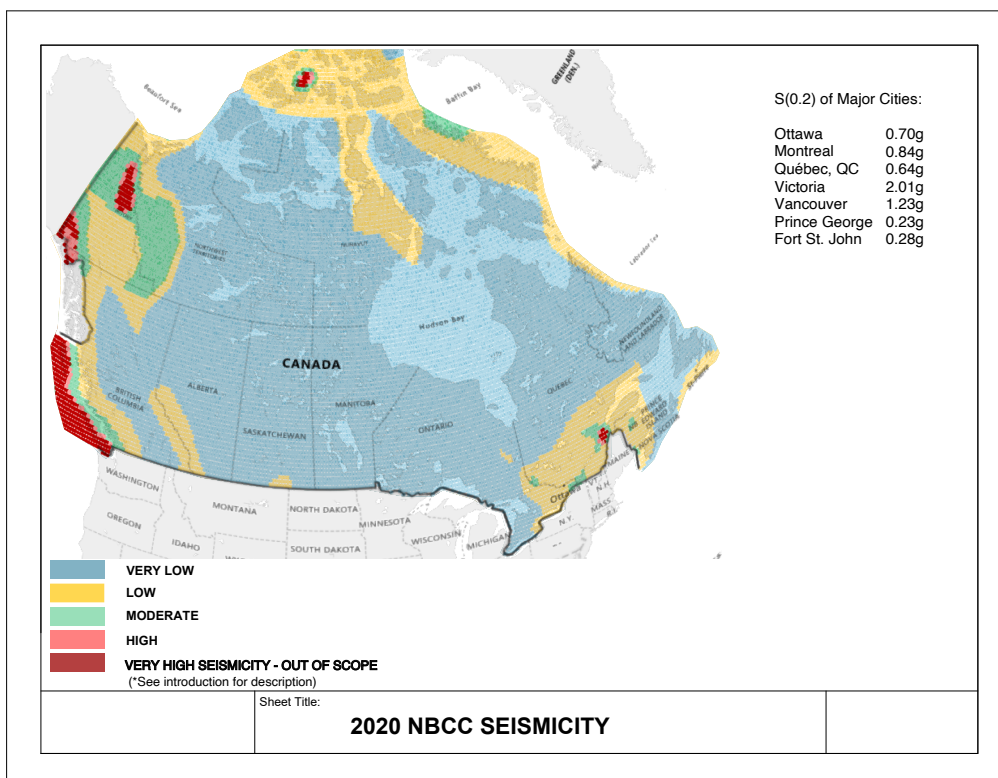 GREENLAND
(DEN.)
Beaufort Sea
Baffin Bay
Labrador Sea
NORTHWEST
TERRITORIES
NUNAVUT
Hudson Bay
NEWFOUNDLAND
AND LABRADOR
CANADA
BRITISH
COLUMBIA
ALBERTA
SASKATCHEWAN
MANITOBA
ONTARIO
QUEBEC
St-Pierre
PRINCE
EDWARD
ISLAND
NB
NOVA SCOTIA
MAINE
Ottawa
VT
N.H.
MASS
R.I.
N.Y.
WASHINGTON
OREGON
IDAHO
MONTANA
NORTH DAKOTA
SOUTH DAKOTA
MINNESOTA
WISCONSIN
MICHIGAN
S(0.2) of Major Cities:
Ottawa 0.70g
Montreal 0.84g
Québec, QC 0.64g
Victoria 2.01g
Vancouver 1.23g
Prince George 0.23g
Fort St. John 0.28g
VERY LOW
LOW
MODERATE
HIGH
VERY HIGH SEISMICITY - OUT OF SCOPE
(*See introduction for description)
Sheet Title:
2020 NBCC SEISMICITY